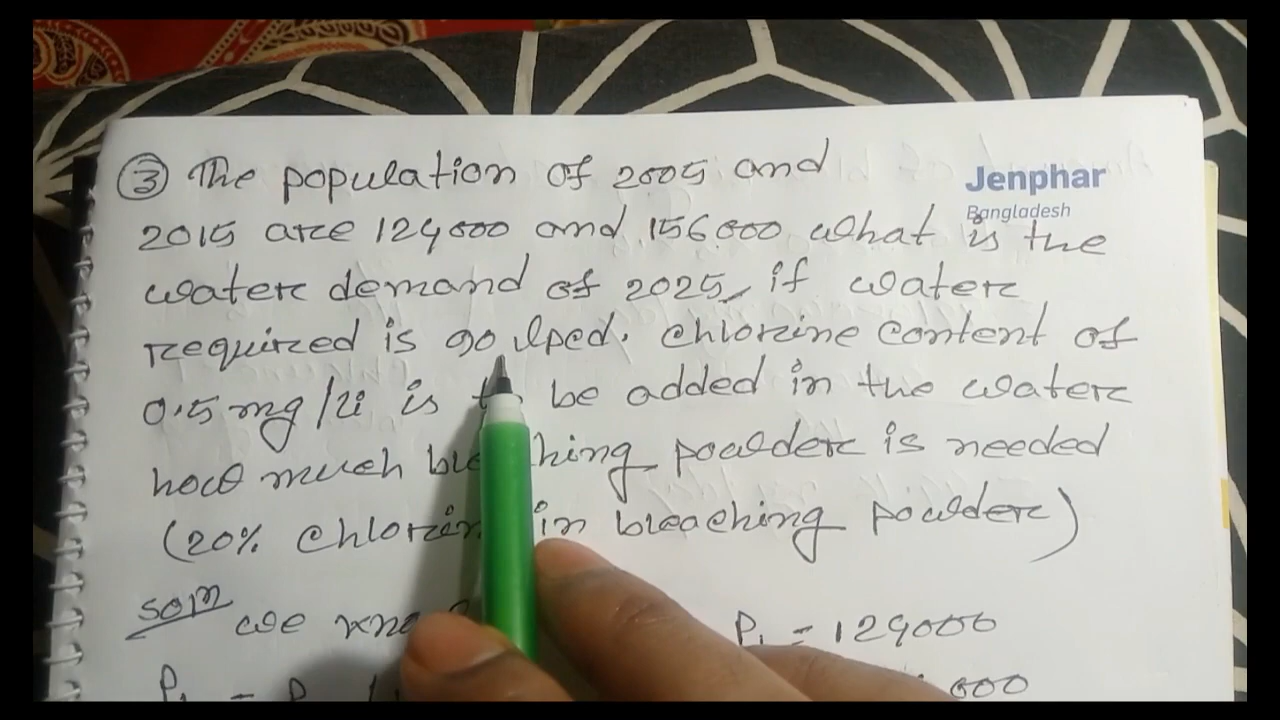 ③ The population of 2005 and
2015 are 124000 and 156000 what is the
water demand of 2025, if water
required is 90 lpcd. chlorine content of
0.5 mg/li is to be added in the water
how much bleaching powder is needed
(20% chlorine in bleaching powder)
soln we
P₁ = 124000
000
Jenphar
Bangladesh